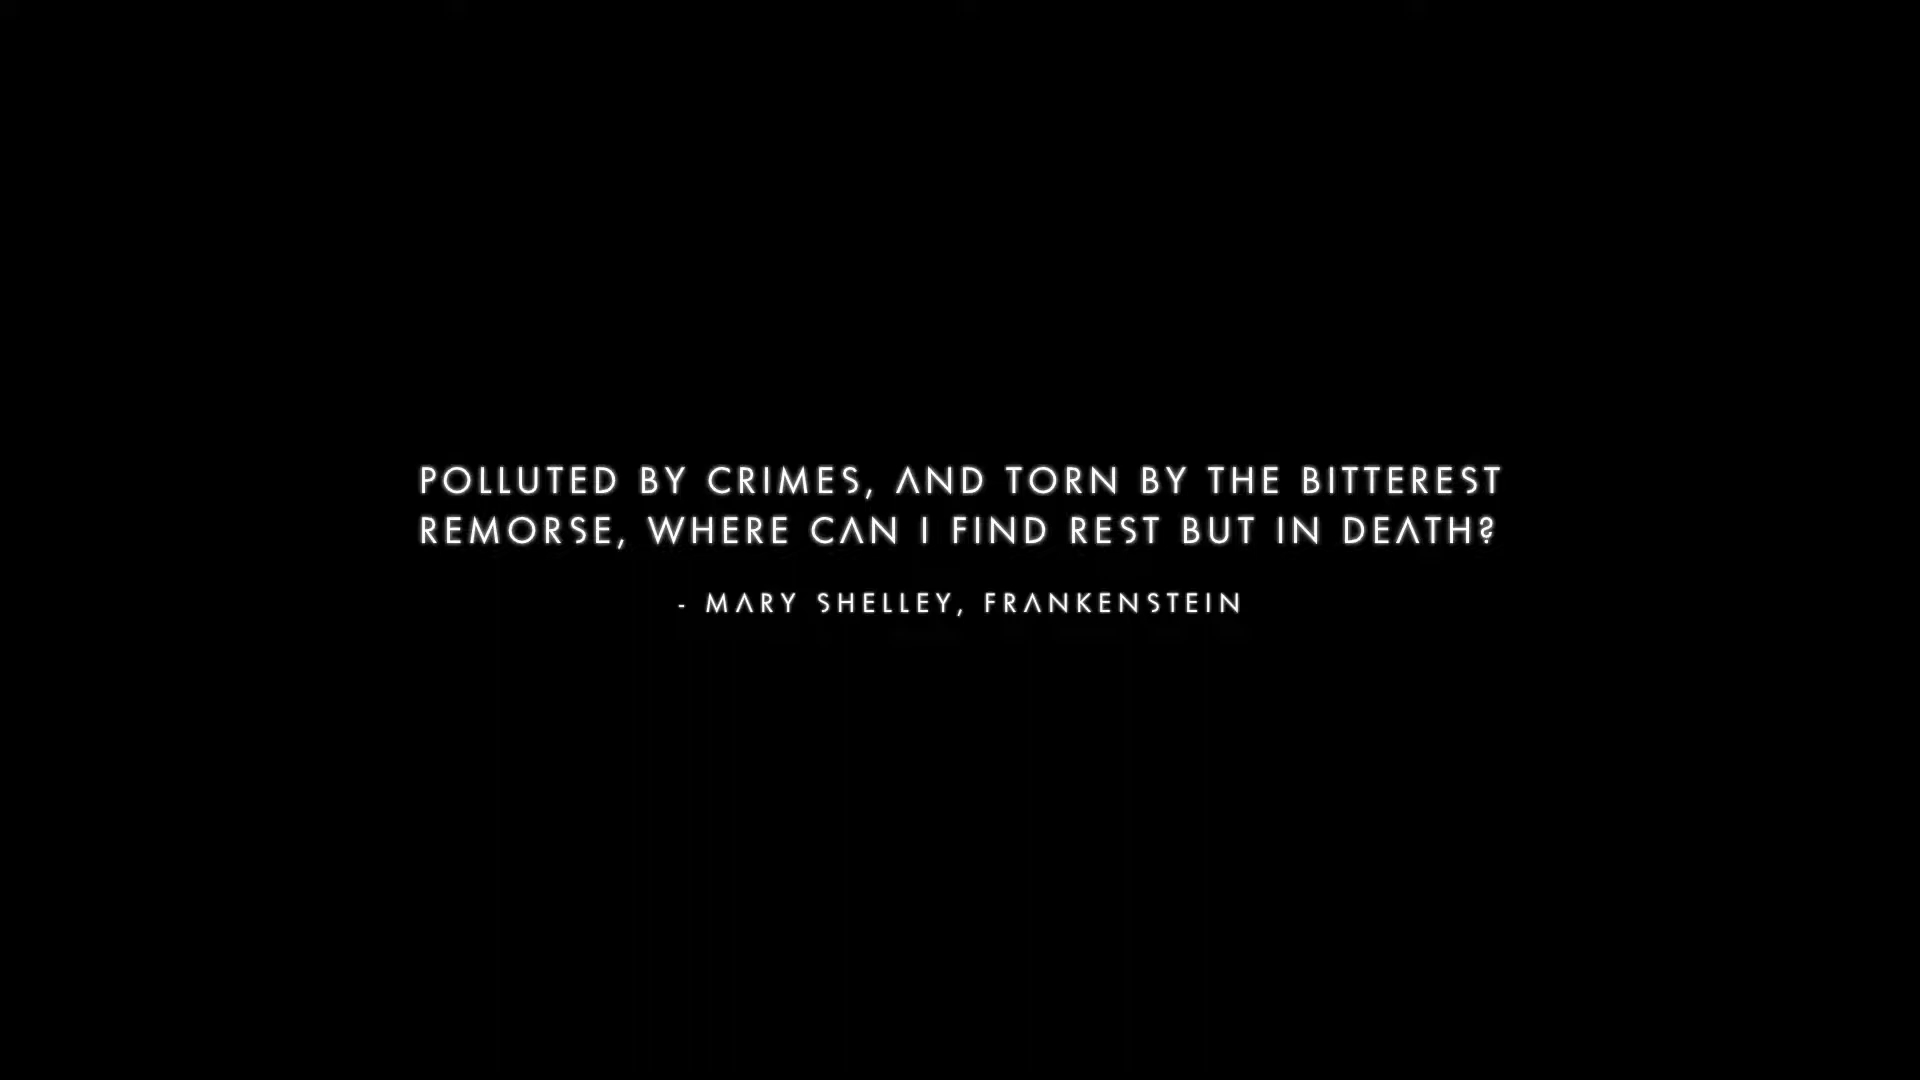 POLLUTED BY CRIMES, AND TORN BY THE BITTEREST
REMORSE, WHERE CAN I FIND REST BUT IN DEATH?
- MARY SHELLEY, FRANKENSTEIN